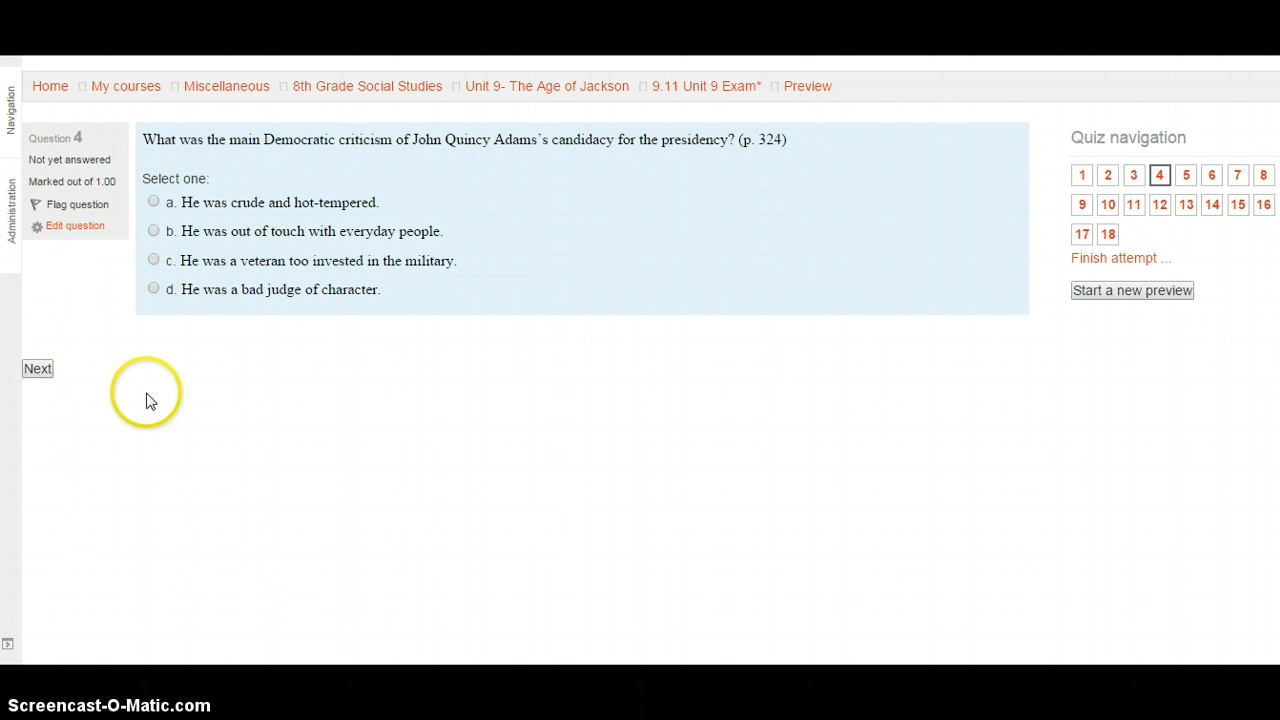 Home My courses Miscellaneous 8th Grade Social Studies Unit 9- The Age of Jackson 9.11 Unit 9 Exam* Preview
Navigation
Administration
Question 4
Not yet answered
Marked out of 1.00
Flag question
Edit question
What was the main Democratic criticism of John Quincy Adams`s candidacy for the presidency? (p. 324)
Select one:
a. He was crude and hot-tempered.
b. He was out of touch with everyday people.
c. He was a veteran too invested in the military.
d. He was a bad judge of character.
Next
Quiz navigation
1 2 3 4 5 6 7 8
9 10 11 12 13 14 15 16
17 18
Finish attempt ...
Start a new preview
Screencast-O-Matic.com